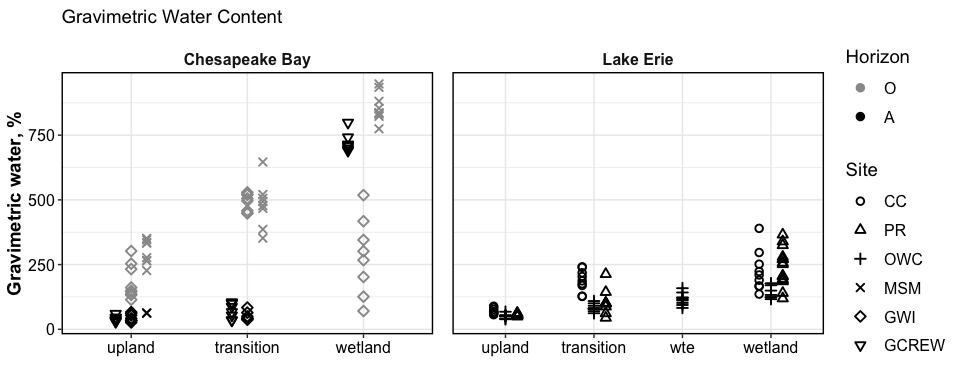 Gravimetric Water Content
Chesapeake Bay
Lake Erie
Gravimetric water, %
750
500
250
0
upland transition wetland
upland transition wte wetland
Horizon
O
A
Site
CC
PR
OWC
MSM
GWI
GCREW